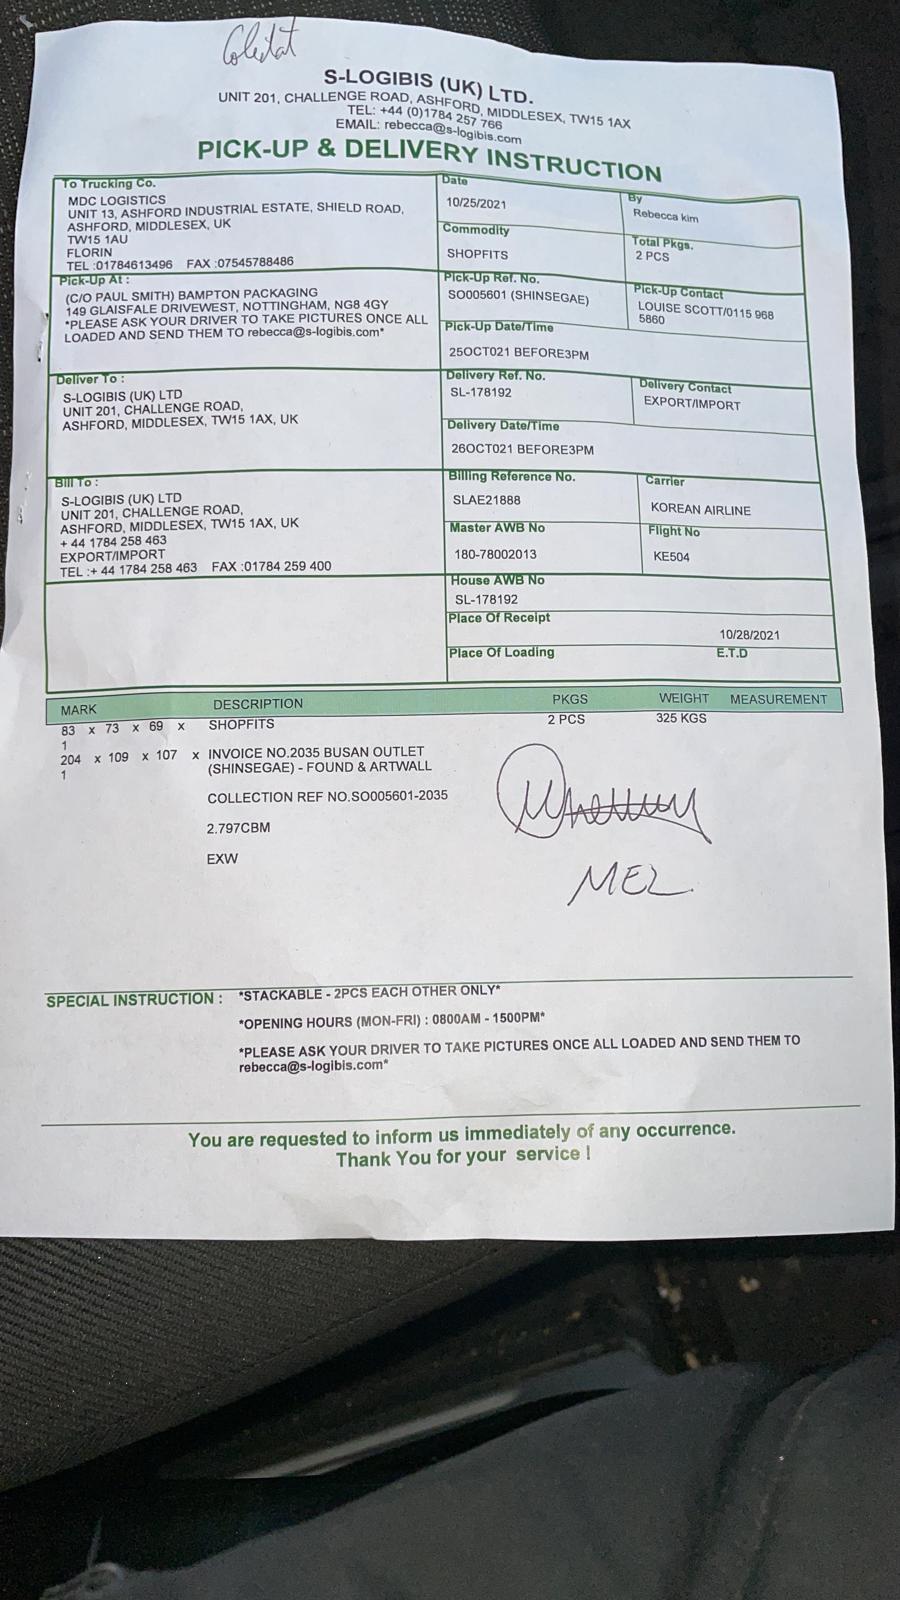 S-LOGIBIS (UK) LTD.
UNIT 201, CHALLENGE ROAD, ASHFORD, MIDDLESEX, TW15 1AX
TEL: +44 (0)1784 257 766
EMAIL: rebecca@s-logibis.com
PICK-UP & DELIVERY INSTRUCTION
To Trucking Co.
MDC LOGISTICS
UNIT 13, ASHFORD INDUSTRIAL ESTATE, SHIELD ROAD,
ASHFORD, MIDDLESEX, UK
TW15 1AU
FLORIN
TEL :01784613496 FAX :07545788486
Date
10/25/2021
By
Rebecca kim
Commodity
SHOPFITS
Total Pkgs.
2 PCS
Pick-Up At :
(C/O PAUL SMITH) BAMPTON PACKAGING
149 GLAISFALE DRIVEWEST, NOTTINGHAM, NG8 4GY
*PLEASE ASK YOUR DRIVER TO TAKE PICTURES ONCE ALL
LOADED AND SEND THEM TO rebecca@s-logibis.com*
Pick-Up Ref. No.
SO005601 (SHINSEGAE)
Pick-Up Contact
LOUISE SCOTT/0115 968
5860
Pick-Up Date/Time
25OCT021 BEFORE3PM
Deliver To :
S-LOGIBIS (UK) LTD
UNIT 201, CHALLENGE ROAD,
ASHFORD, MIDDLESEX, TW15 1AX, UK
Delivery Ref. No.
SL-178192
Delivery Contact
EXPORT/IMPORT
Delivery Date/Time
26OCT021 BEFORE3PM
Bill To :
S-LOGIBIS (UK) LTD
UNIT 201, CHALLENGE ROAD,
ASHFORD, MIDDLESEX, TW15 1AX, UK
+ 44 1784 258 463
EXPORT/IMPORT
TEL :+ 44 1784 258 463 FAX :01784 259 400
Billing Reference No.
SLAE21888
Carrier
KOREAN AIRLINE
Master AWB No
180-78002013
Flight No
KE504
House AWB No
SL-178192
Place Of Receipt
10/28/2021
Place Of Loading E.T.D
MARK DESCRIPTION PKGS WEIGHT MEASUREMENT
83 x 73 x 69 x SHOPFITS 2 PCS 325 KGS
1
204 x 109 x 107 x INVOICE NO.2035 BUSAN OUTLET
1 (SHINSEGAE) - FOUND & ARTWALL
COLLECTION REF NO.SO005601-2035
2.797CBM
EXW
MEL
SPECIAL INSTRUCTION : *STACKABLE - 2PCS EACH OTHER ONLY*
*OPENING HOURS (MON-FRI) : 0800AM - 1500PM*
*PLEASE ASK YOUR DRIVER TO TAKE PICTURES ONCE ALL LOADED AND SEND THEM TO
rebecca@s-logibis.com*
You are requested to inform us immediately of any occurrence.
Thank You for your service !